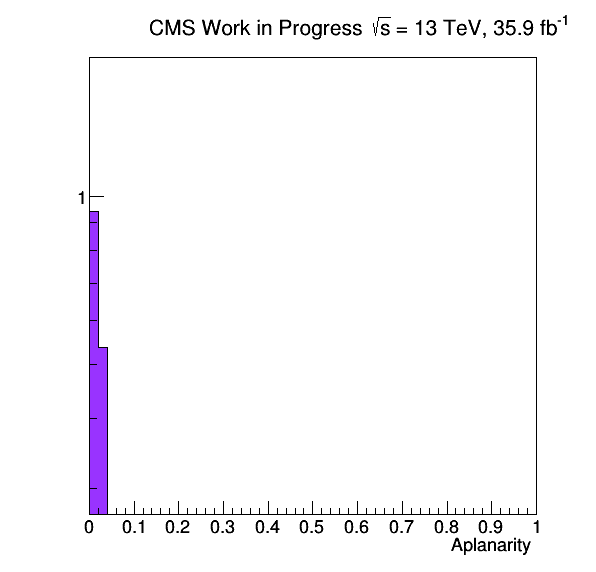 CMS Work in Progress √s = 13 TeV, 35.9 fb⁻¹
1
0 0.1 0.2 0.3 0.4 0.5 0.6 0.7 0.8 0.9 1
Aplanarity